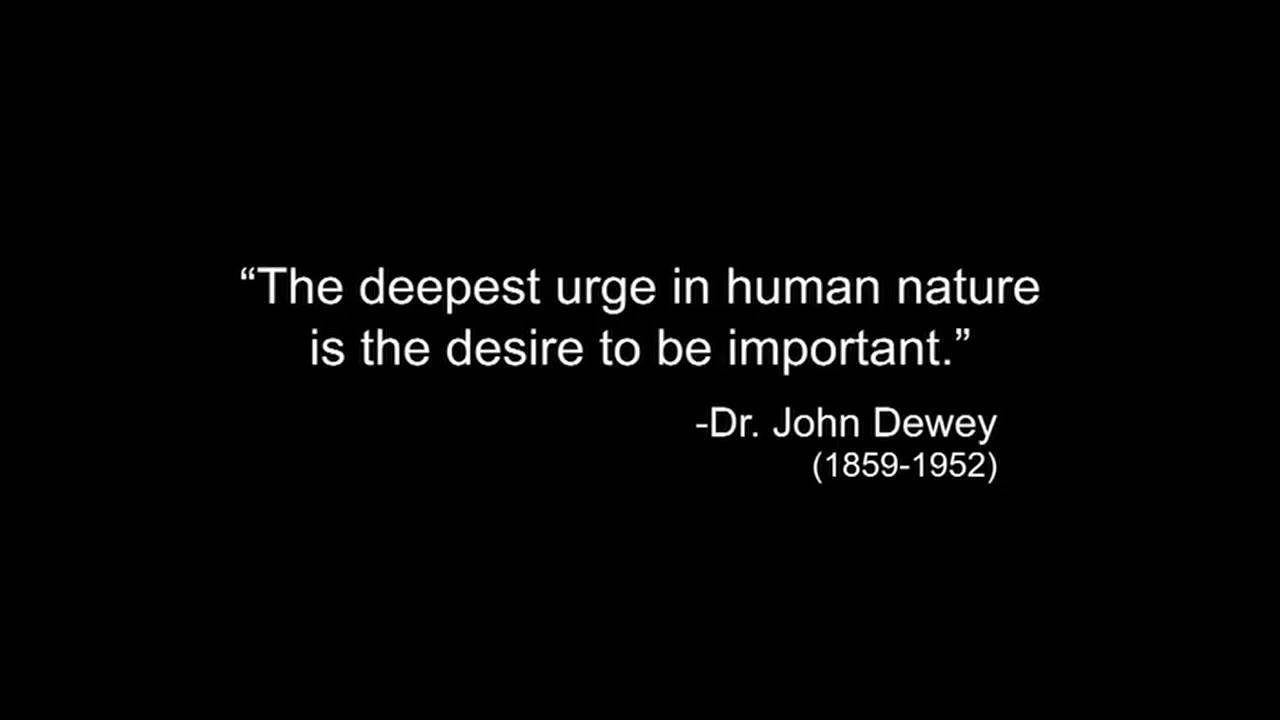 “The deepest urge in human nature
is the desire to be important.”
-Dr. John Dewey
(1859-1952)